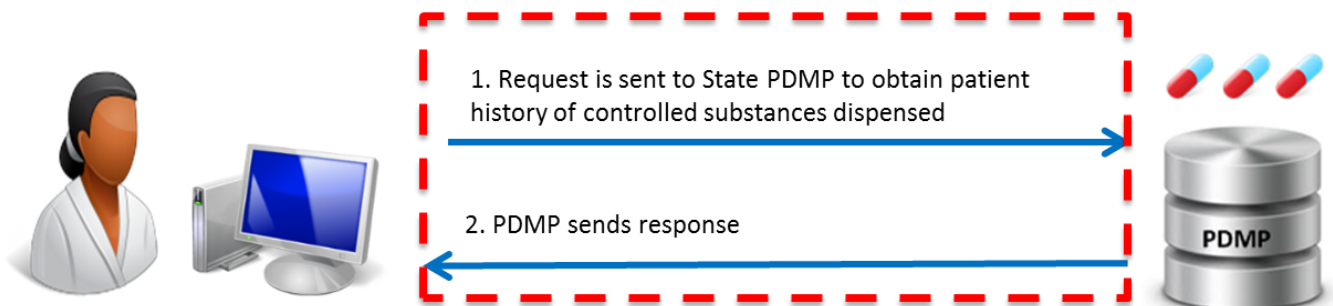 1. Request is sent to State PDMP to obtain patient
history of controlled substances dispensed
2. PDMP sends response
PDMP